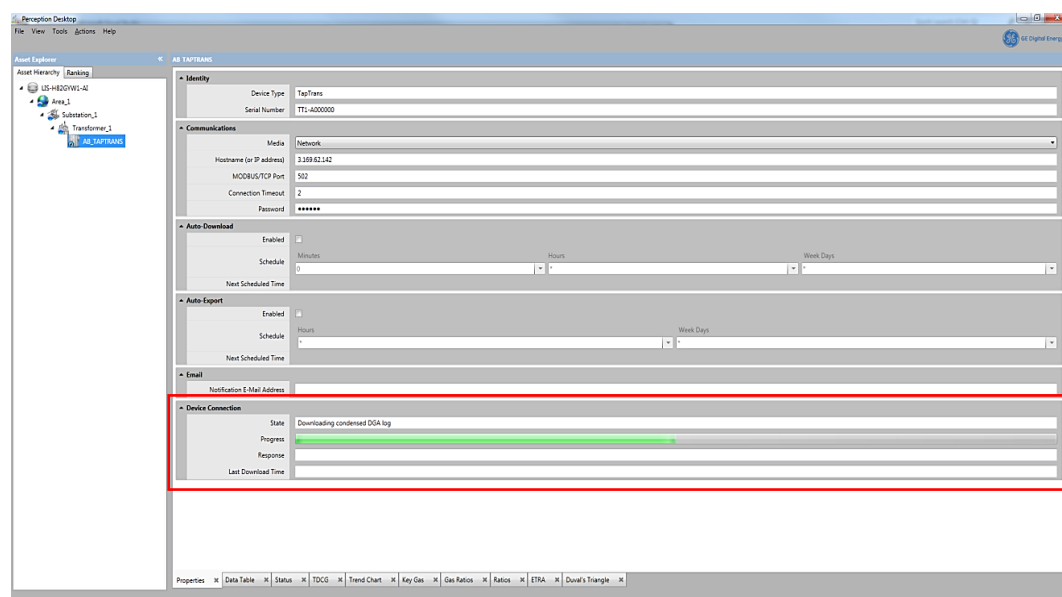 Perception Desktop
File View Tools Actions Help
GE Digital Energy
Asset Explorer «
AB TAPTRANS
Asset Hierarchy Ranking
LJS-H82GYW1-AI
Area_1
Substation_1
Transformer_1
AB_TAPTRANS
Identity
Device Type TapTrans
Serial Number TT1-A000000
Communications
Media Network
Hostname (or IP address) 3.169.62.142
MODBUS/TCP Port 502
Connection Timeout 2
Password ••••••
Auto-Download
Enabled
Minutes Hours Week Days
Schedule 0 * *
Next Scheduled Time
Auto-Export
Enabled
Hours Week Days
Schedule * *
Next Scheduled Time
Email
Notification E-Mail Address
Device Connection
State Downloading condensed DGA log
Progress
Response
Last Download Time
Properties Data Table Status TDCG Trend Chart Key Gas Gas Ratios Ratios ETRA Duval's Triangle